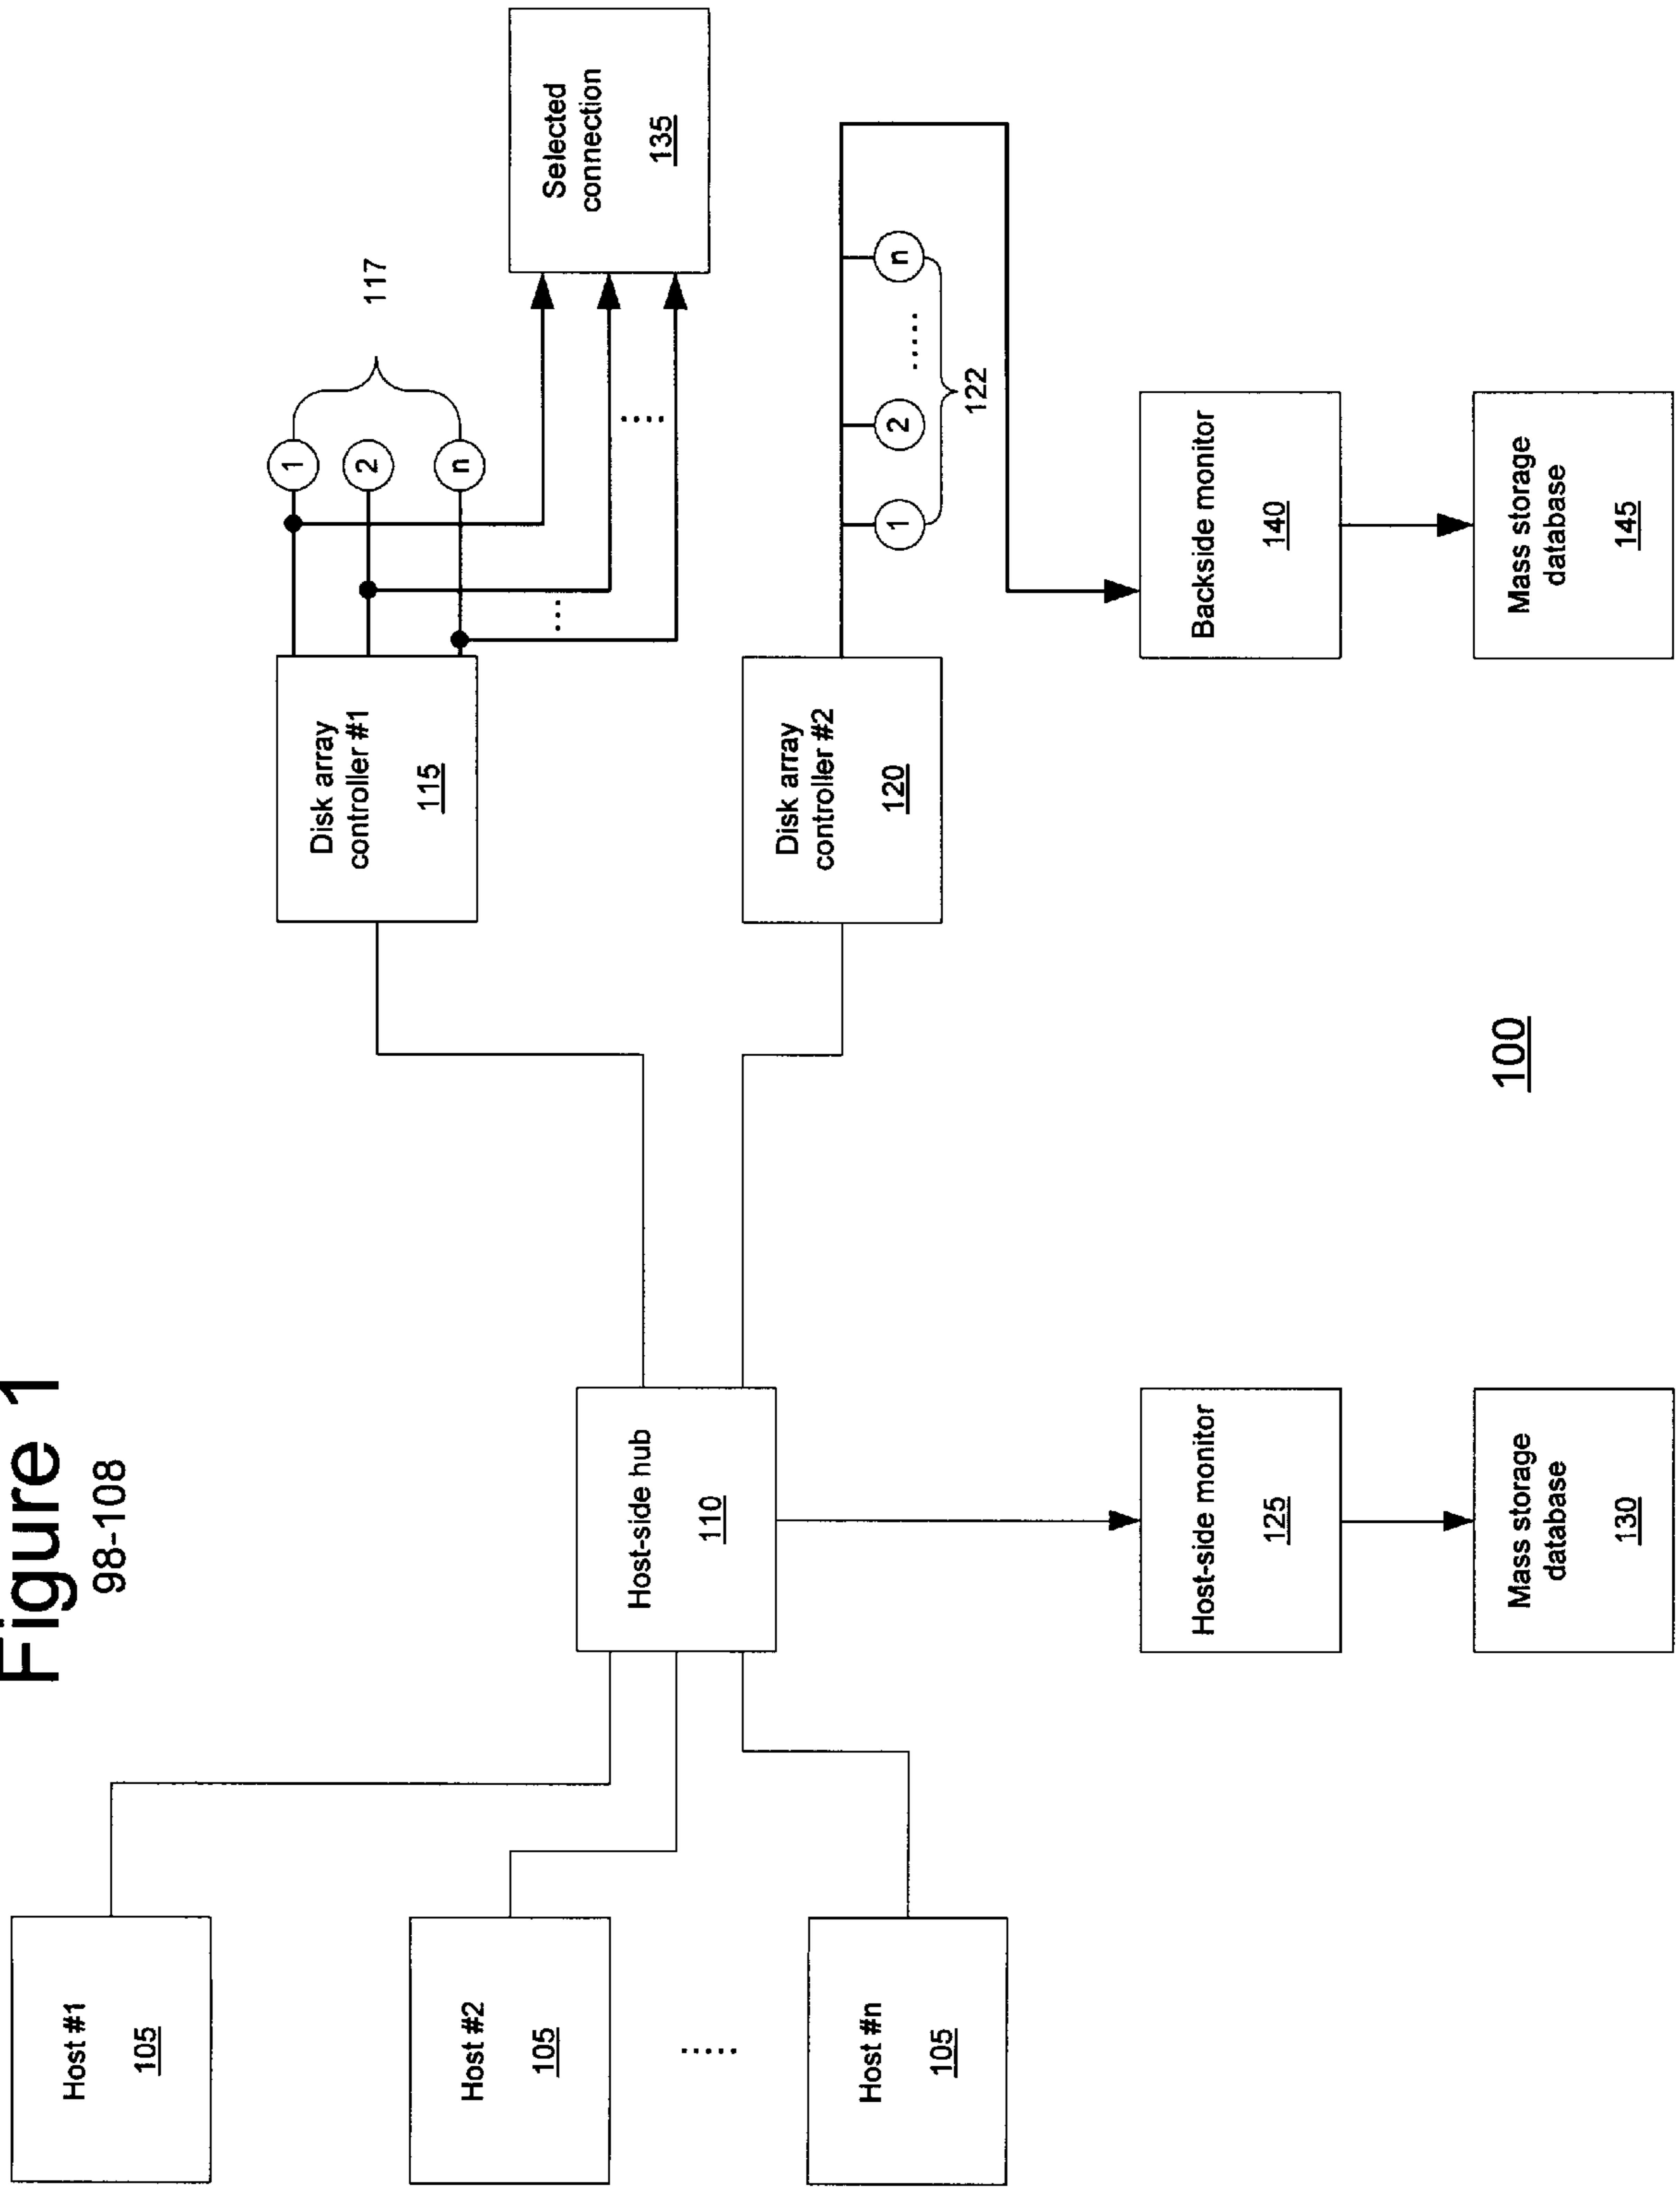 Figure 1
98-108
Host #1
105
Host #2
105
.....
Host #n
105
Host-side hub
110
Host-side monitor
125
Mass storage
database
130
Disk array
controller #1
115
Disk array
controller #2
120
1
2
n
117
....
....
Selected
connection
135
1
2
.....
n
122
Backside monitor
140
Mass storage
database
145
100